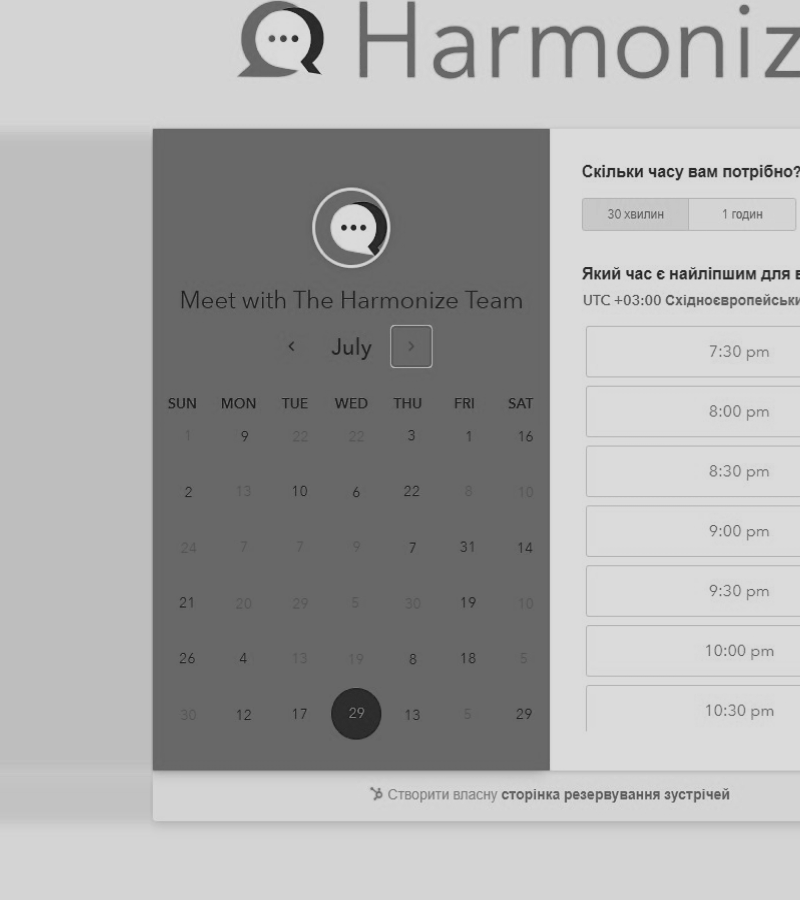 Harmoniz
Meet with The Harmonize Team
July
SUN MON TUE WED THU FRI SAT
1 9 22 22 3 1 16
2 13 10 6 22 8 10
24 7 7 9 7 31 14
21 20 29 5 30 19 10
26 4 13 19 8 18 5
30 12 17 29 13 5 29
Скільки часу вам потрібно?
30 хвилин 1 годин
Який час є найліпшим для в
UTC +03:00 Східноєвропейськи
7:30 pm
8:00 pm
8:30 pm
9:00 pm
9:30 pm
10:00 pm
10:30 pm
Створити власну сторінка резервування зустрічей